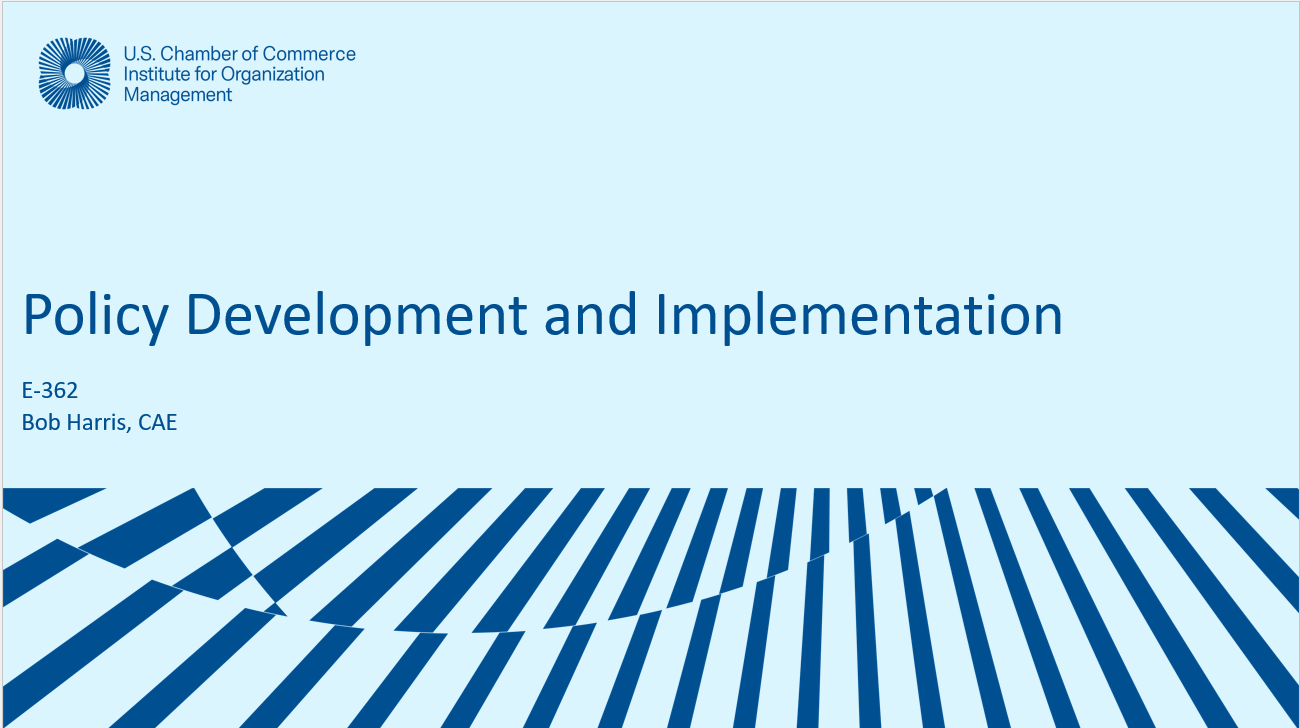 U.S. Chamber of Commerce
Institute for Organization
Management
Policy Development and Implementation
E-362
Bob Harris, CAE